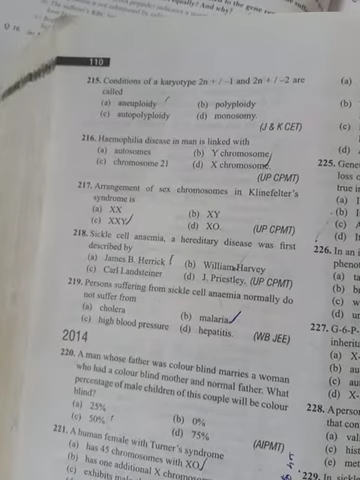 110
215. Conditions of a karyotype 2n + / -1 and 2n + / -2 are
called
(a) aneuploidy (b) polyploidy
(c) autopolyploidy (d) monosomy.
(J & K CET)
216. Haemophilia disease in man is linked with
(a) autosomes (b) Y chromosome
(c) chromosome 21 (d) X chromosome.
(UP CPMT)
217. Arrangement of sex chromosomes in Klinefelter's
syndrome is
(a) XX (b) XY
(c) XXY (d) XO. (UP CPMT)
218. Sickle cell anaemia, a hereditary disease was first
described by
(a) James B. Herrick (b) William Harvey
(c) Carl Landsteiner (d) J. Priestley. (UP CPMT)
219. Persons suffering from sickle cell anaemia normally do
not suffer from
(a) cholera (b) malaria
(c) high blood pressure (d) hepatitis. (WB JEE)
2014
220. A man whose father was colour blind marries a woman
who had a colour blind mother and normal father. What
percentage of male children of this couple will be colour
blind?
(a) 25% (b) 0%
(c) 50% (d) 75%
(AIPMT)
221. A human female with Turner's syndrome
(a) has 45 chromosomes with XO
(b) has one additional X
(c) exhibits
(a)
(b)
(c)
(d)
225. Gene
loss
true
(a)
(b)
(c)
(d)
226. In an
(a)
(b)
(c)
(d)
227. G-6-P
(a) X-
(b) au
(c) au
(d) X-
228. A person
that con
(a)
(b)
(c)
(d)
229. In